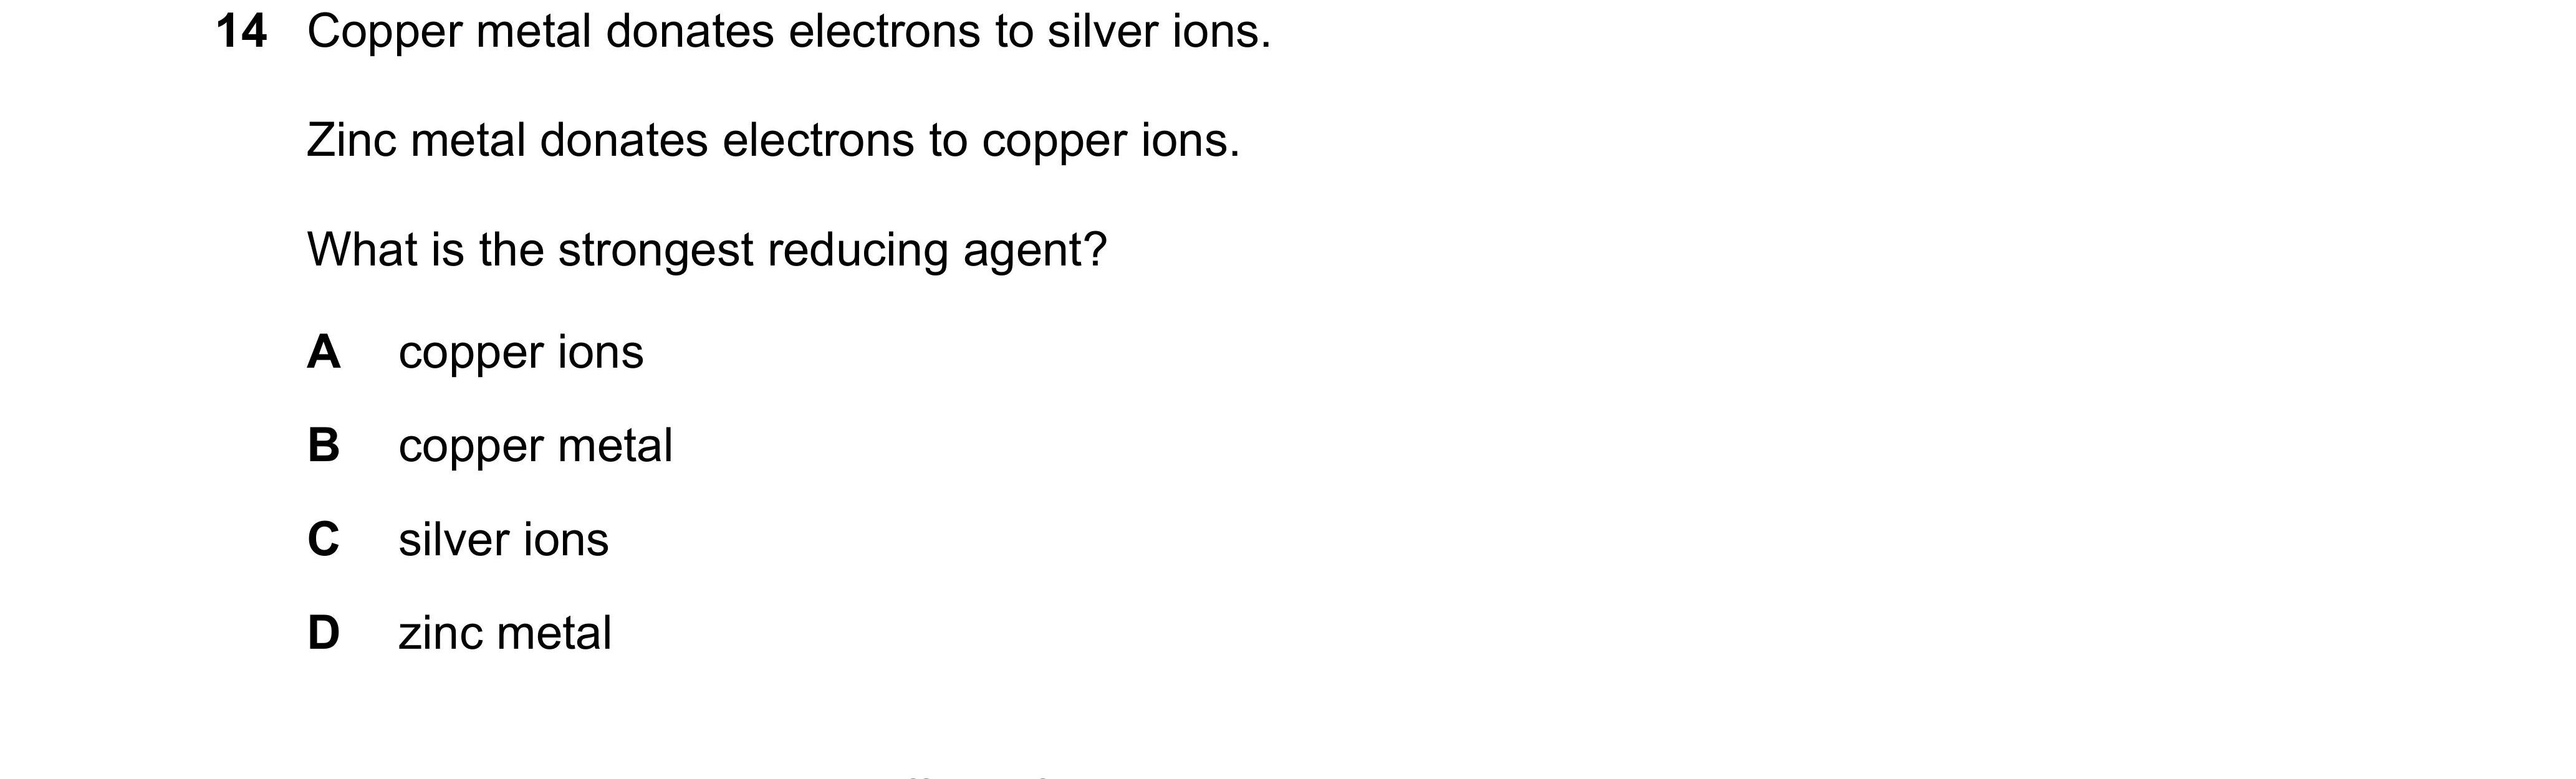 14 Copper metal donates electrons to silver ions.
Zinc metal donates electrons to copper ions.
What is the strongest reducing agent?
A copper ions
B copper metal
C silver ions
D zinc metal